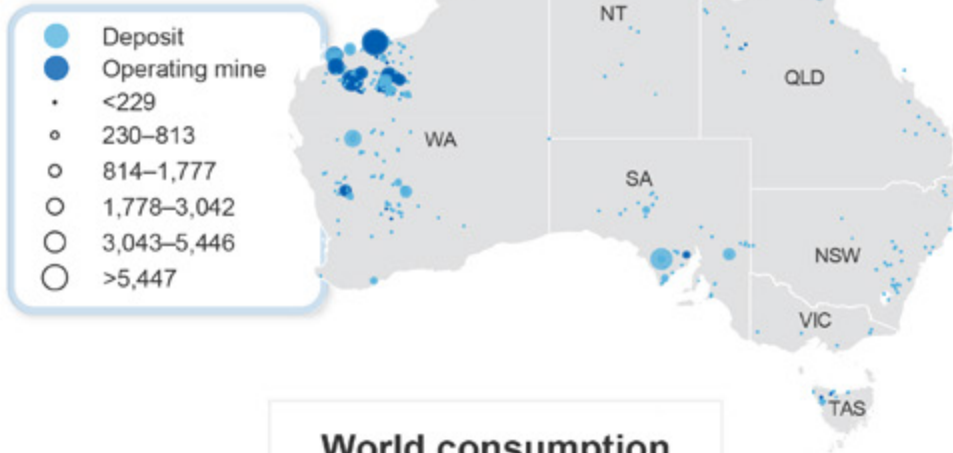 Deposit
Operating mine
<229
230–813
814–1,777
1,778–3,042
3,043–5,446
>5,447
NT
QLD
WA
SA
NSW
VIC
TAS
World consumption